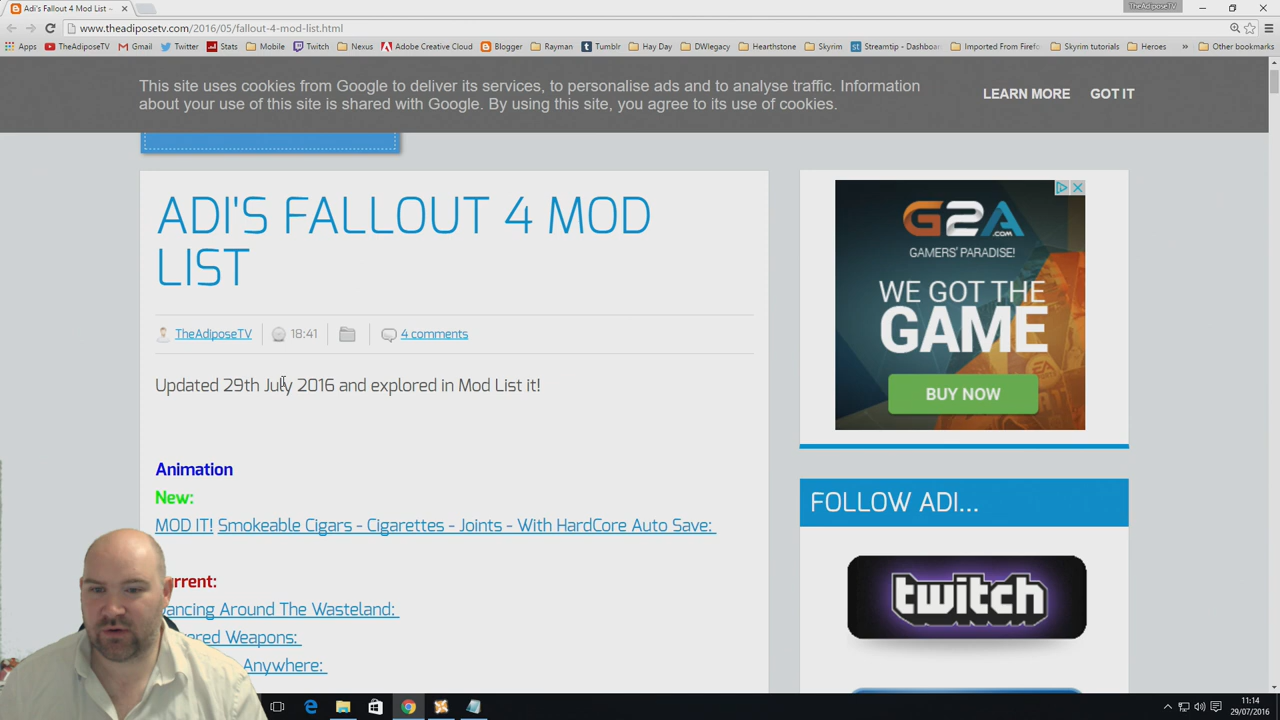 Adi's Fallout 4 Mod List –
TheAdiposeTV
www.theadiposetv.com/2016/05/fallout-4-mod-list.html
Apps TheAdiposeTV Gmail Twitter Stats Mobile Twitch Nexus Adobe Creative Cloud Blogger Rayman Tumblr Hay Day DWlegacy Hearthstone Skyrim Streamtip - Dashboa Imported From Firefo Skyrim tutorials Heroes » Other bookmarks
This site uses cookies from Google to deliver its services, to personalise ads and to analyse traffic. Information
about your use of this site is shared with Google. By using this site, you agree to its use of cookies.
LEARN MORE GOT IT
ADI'S FALLOUT 4 MOD
LIST
TheAdiposeTV 18:41 4 comments
Updated 29th July 2016 and explored in Mod List it!
Animation
New:
MOD IT! Smokeable Cigars - Cigarettes - Joints - With HardCore Auto Save:
urrent:
ancing Around The Wasteland:
ered Weapons:
Anywhere:
G2A.COM
GAMERS' PARADISE!
WE GOT THE
GAME
BUY NOW
FOLLOW ADI...
twitch
11:14
29/07/2016